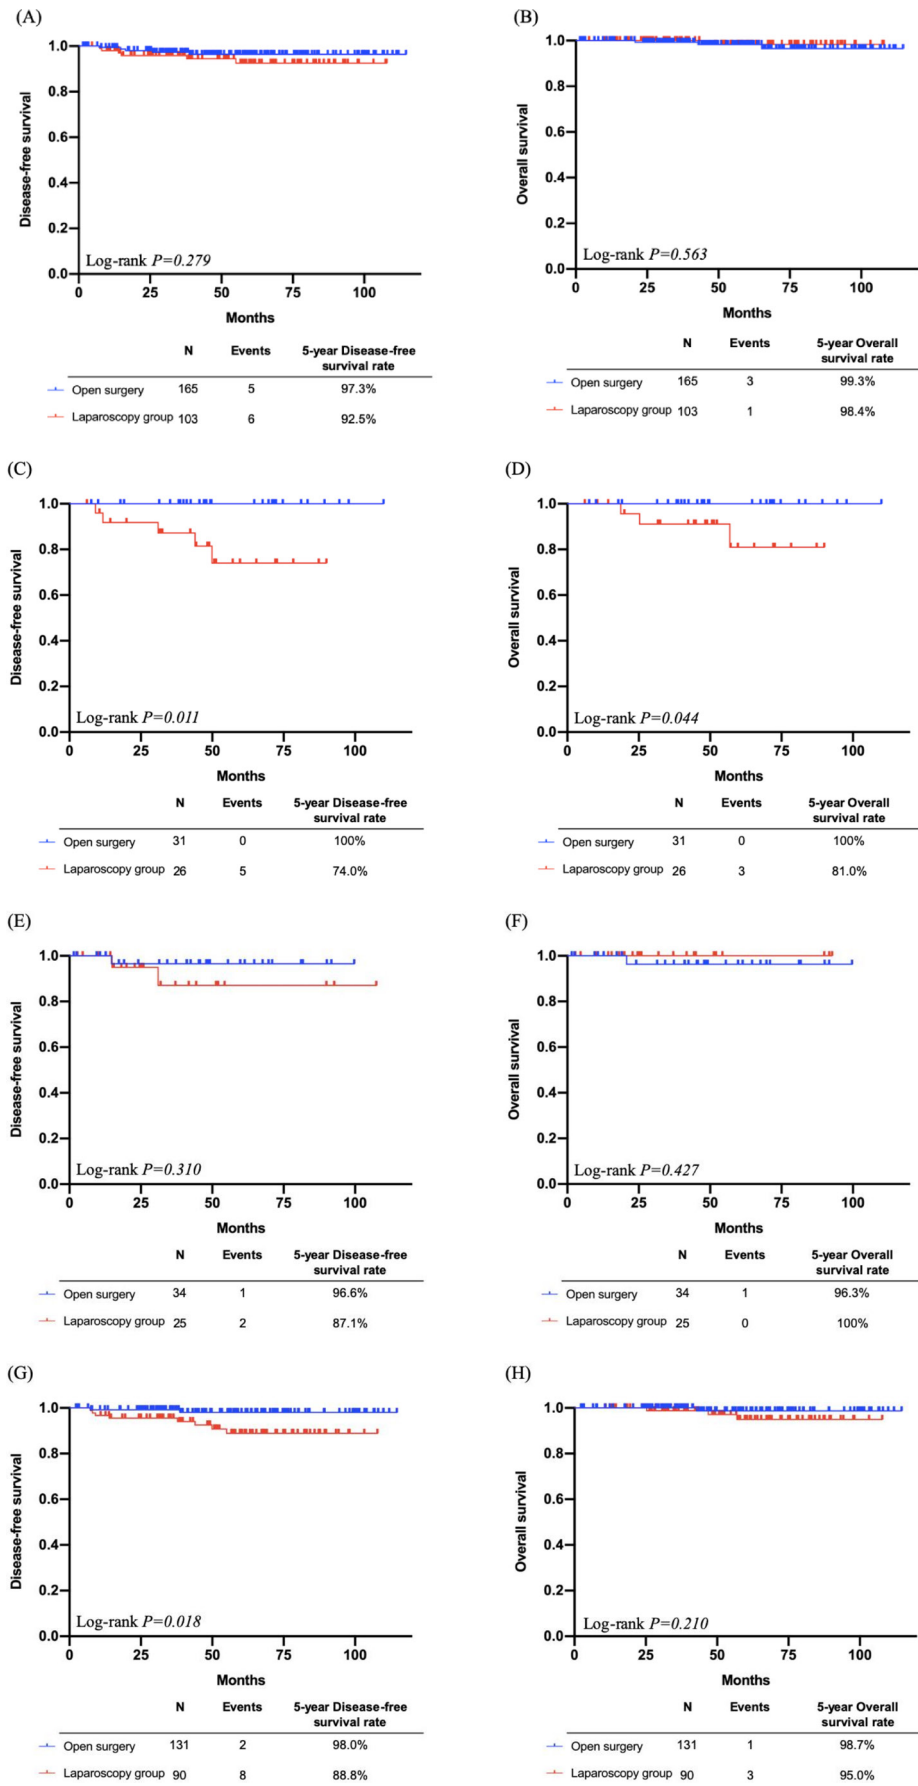 (A)
Disease-free survival
1.0
0.8
0.6
0.4
0.2
0.0
Log-rank P=0.279
0 25 50 75 100
Months
N Events 5-year Disease-free
survival rate
Open surgery 165 5 97.3%
Laparoscopy group 103 6 92.5%
(B)
Overall survival
1.0
0.8
0.6
0.4
0.2
0.0
Log-rank P=0.563
0 25 50 75 100
Months
N Events 5-year Overall
survival rate
Open surgery 165 3 99.3%
Laparoscopy group 103 1 98.4%
(C)
Disease-free survival
1.0
0.8
0.6
0.4
0.2
0.0
Log-rank P=0.011
0 25 50 75 100
Months
N Events 5-year Disease-free
survival rate
Open surgery 31 0 100%
Laparoscopy group 26 5 74.0%
(D)
Overall survival
1.0
0.8
0.6
0.4
0.2
0.0
Log-rank P=0.044
0 25 50 75 100
Months
N Events 5-year Overall
survival rate
Open surgery 31 0 100%
Laparoscopy group 26 3 81.0%
(E)
Disease-free survival
1.0
0.8
0.6
0.4
0.2
0.0
Log-rank P=0.310
0 25 50 75 100
Months
N Events 5-year Disease-free
survival rate
Open surgery 34 1 96.6%
Laparoscopy group 25 2 87.1%
(F)
Overall survival
1.0
0.8
0.6
0.4
0.2
0.0
Log-rank P=0.427
0 25 50 75 100
Months
N Events 5-year Overall
survival rate
Open surgery 34 1 96.3%
Laparoscopy group 25 0 100%
(G)
Disease-free survival
1.0
0.8
0.6
0.4
0.2
0.0
Log-rank P=0.018
0 25 50 75 100
Months
N Events 5-year Disease-free
survival rate
Open surgery 131 2 98.0%
Laparoscopy group 90 8 88.8%
(H)
Overall survival
1.0
0.8
0.6
0.4
0.2
0.0
Log-rank P=0.210
0 25 50 75 100
Months
N Events 5-year Overall
survival rate
Open surgery 131 1 98.7%
Laparoscopy group 90 3 95.0%